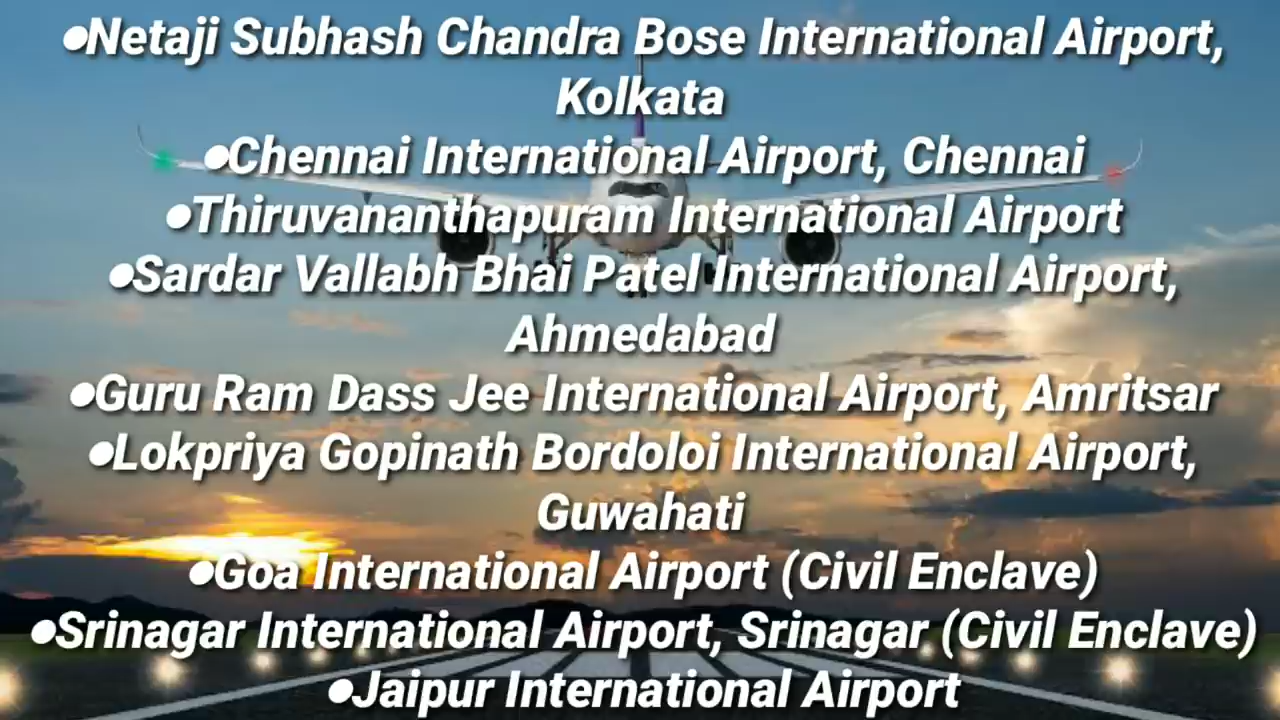 ●Netaji Subhash Chandra Bose International Airport,
Kolkata
●Chennai International Airport, Chennai
●Thiruvananthapuram International Airport
●Sardar Vallabh Bhai Patel International Airport,
Ahmedabad
●Guru Ram Dass Jee International Airport, Amritsar
●Lokpriya Gopinath Bordoloi International Airport,
Guwahati
●Goa International Airport (Civil Enclave)
●Srinagar International Airport, Srinagar (Civil Enclave)
●Jaipur International Airport